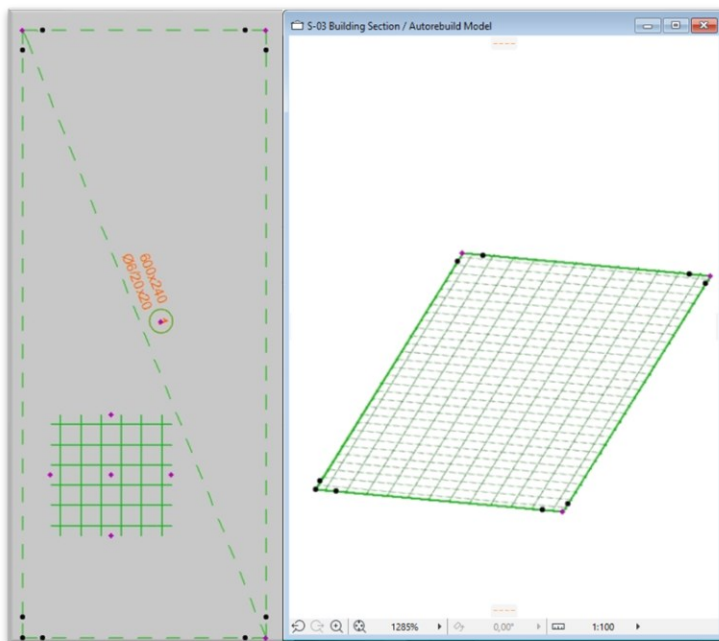 S-03 Building Section / Autorebuild Model
600x240
Ø6/20x20
1285%
0,00°
1:100